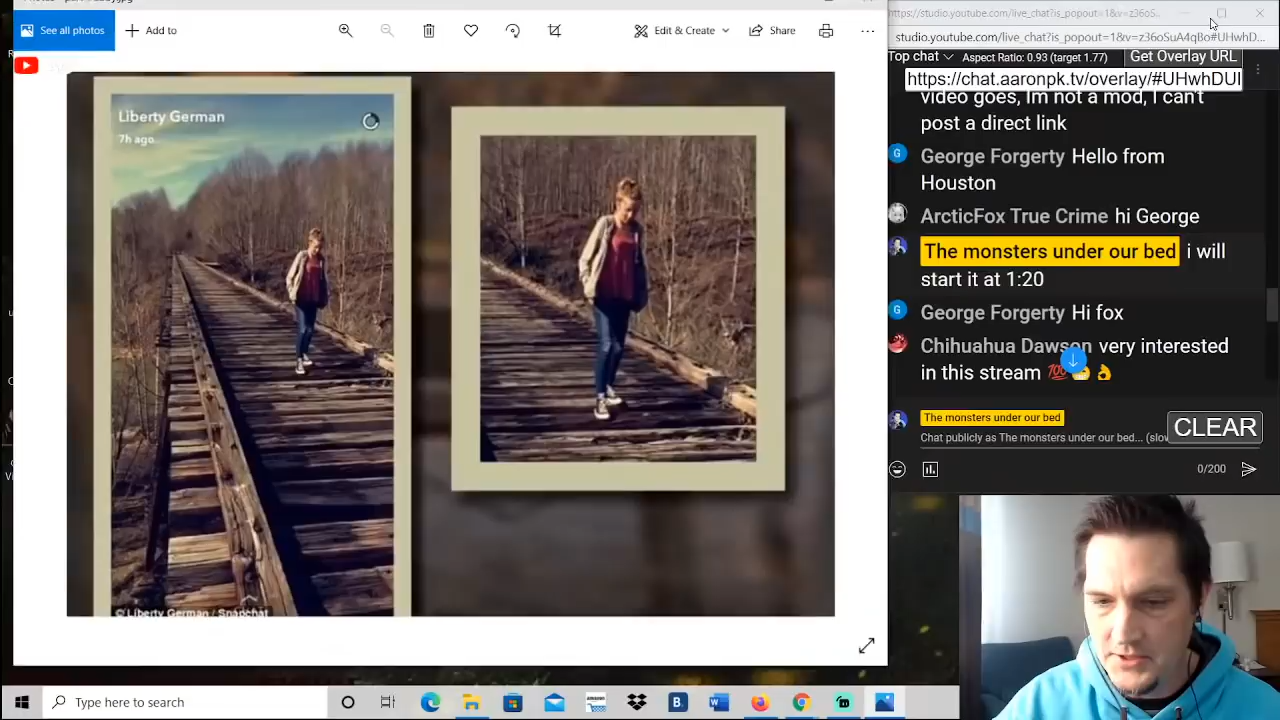 See all photos
Add to
Edit & Create
Share
Liberty German
7h ago
© Liberty German / Snapchat
studio.youtube.com/live_chat?is_popout=1&v=z36oSuA4qBo#UHwhD...
Top chat
Aspect Ratio: 0.93 (target 1.77)
Get Overlay URL
https://chat.aaronpk.tv/overlay/#UHwhDUI
video goes, Im not a mod, I can't
post a direct link
G
George Forgerty Hello from
Houston
ArcticFox True Crime hi George
The monsters under our bed i will
start it at 1:20
G
George Forgerty Hi fox
Chihuahua Dawson very interested
in this stream 💯😁👌
The monsters under our bed
Chat publicly as The monsters under our bed... (slow
CLEAR
0/200
Type here to search